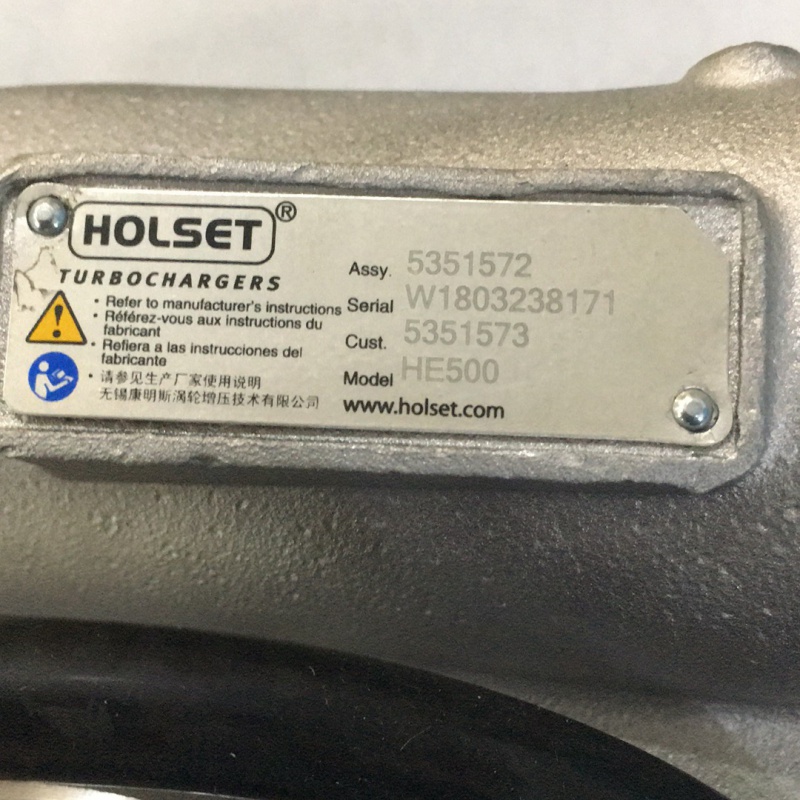 HOLSET®
TURBOCHARGERS
• Refer to manufacturer's instructions
• Référez-vous aux instructions du
fabricant
• Refiera a las instrucciones del
fabricante
• 请参见生产厂家使用说明
无锡康明斯涡轮增压技术有限公司
Assy. 5351572
Serial W1803238171
Cust. 5351573
Model HE500
www.holset.com